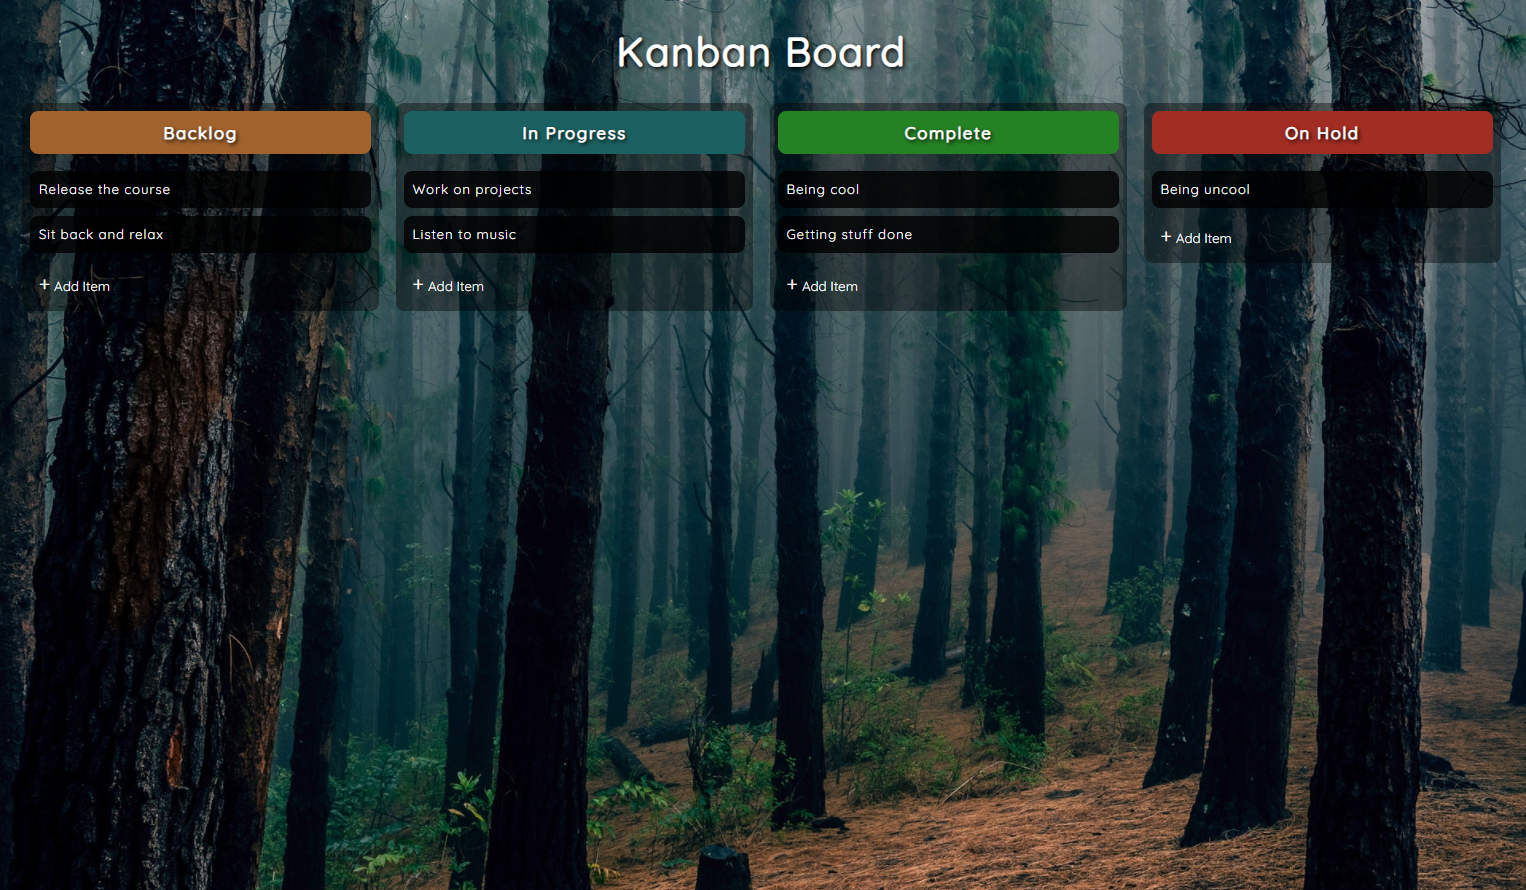 Kanban Board
Backlog
Release the course
Sit back and relax
+ Add Item
In Progress
Work on projects
Listen to music
+ Add Item
Complete
Being cool
Getting stuff done
+ Add Item
On Hold
Being uncool
+ Add Item